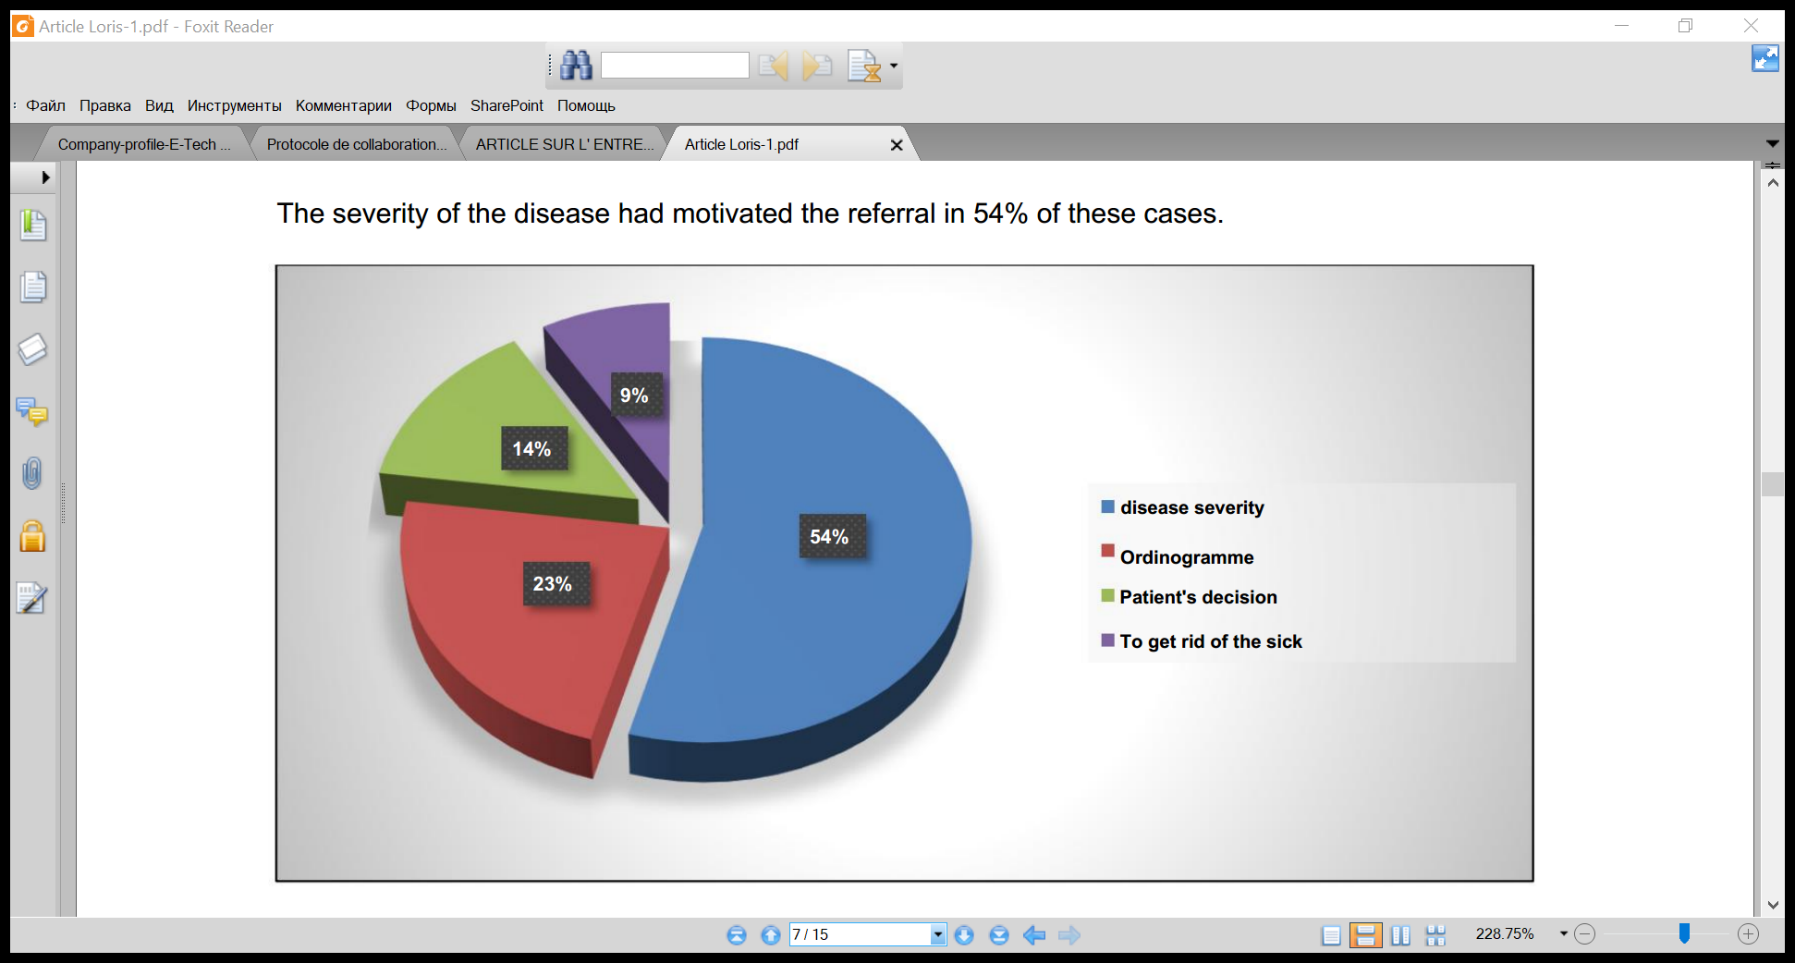 Article Loris-1.pdf - Foxit Reader
Файл Правка Вид Инструменты Комментарии Формы SharePoint Помощь
Company-profile-E-Tech ... Protocole de collaboration... ARTICLE SUR L' ENTRE... Article Loris-1.pdf
The severity of the disease had motivated the referral in 54% of these cases.
9%
14%
54%
23%
disease severity
Ordinogramme
Patient's decision
To get rid of the sick
7 / 15
228.75%